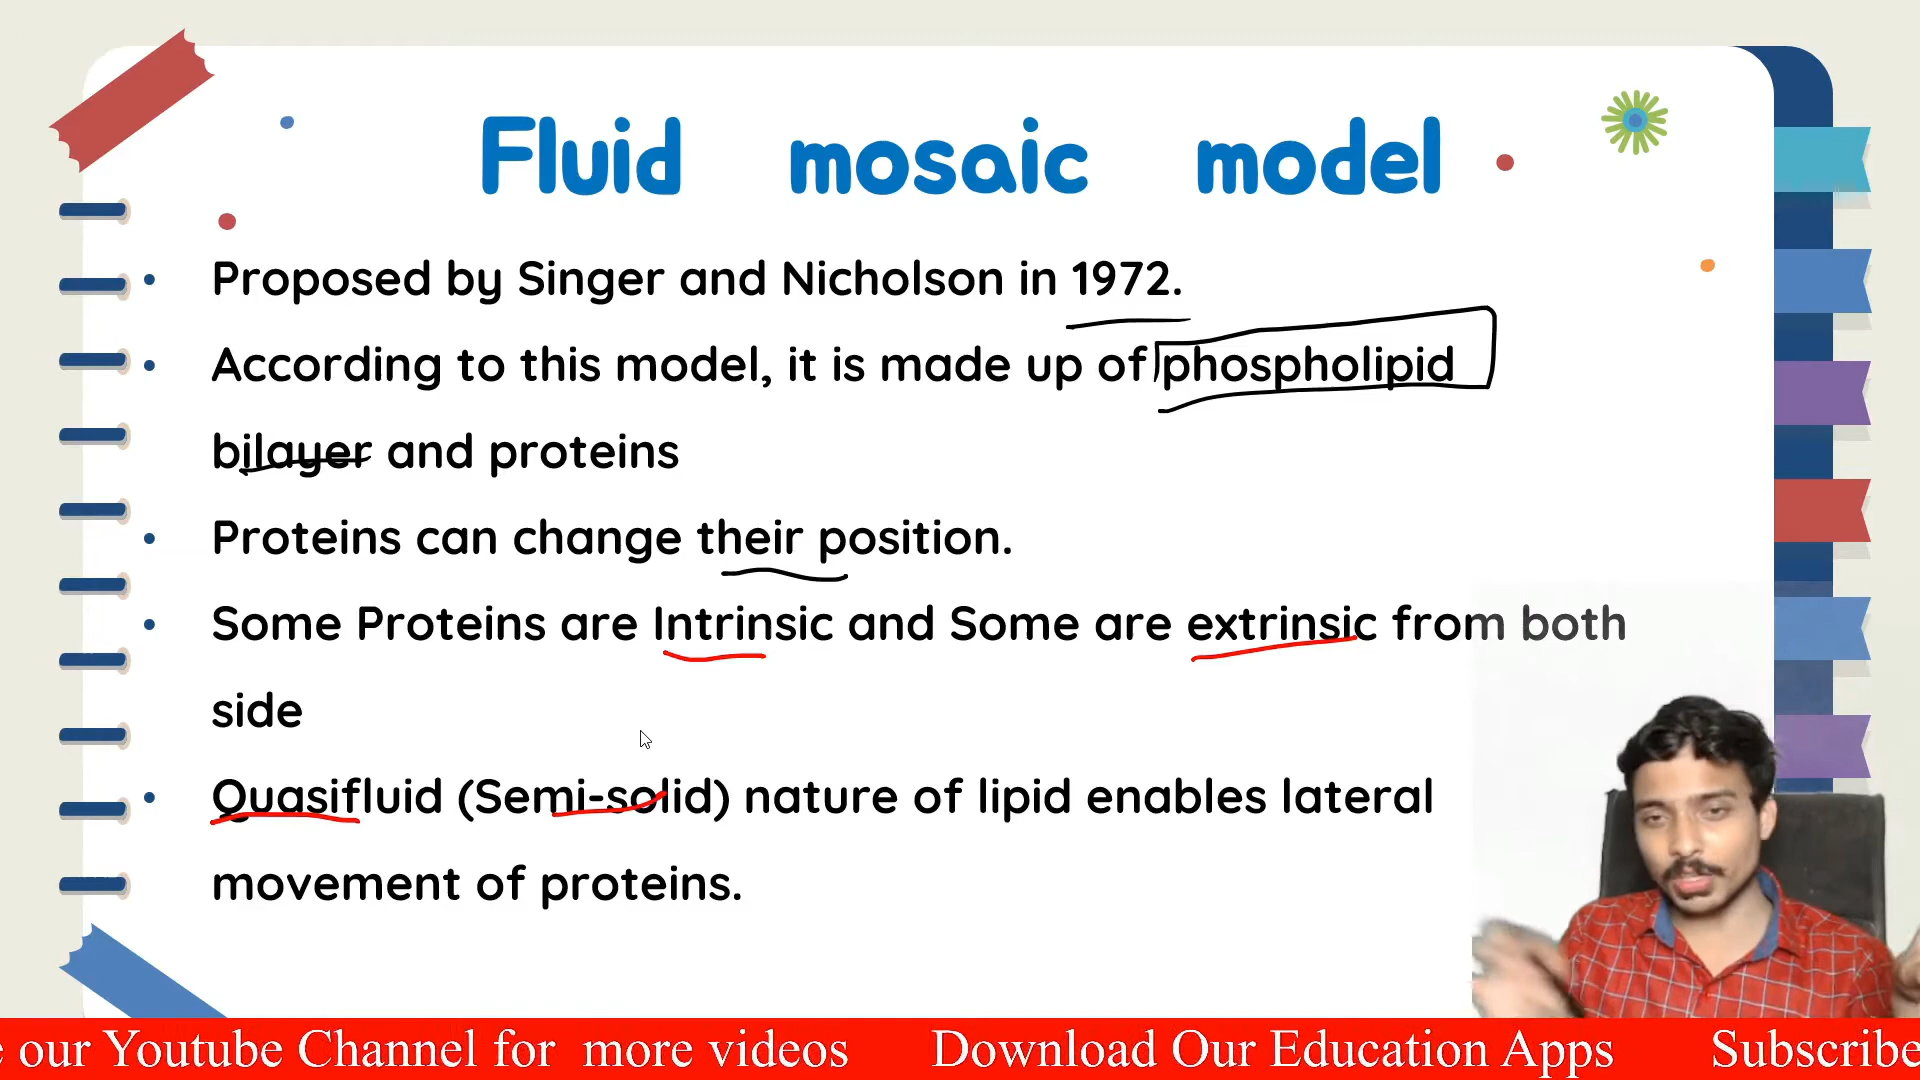 Fluid mosaic model
• Proposed by Singer and Nicholson in 1972.
• According to this model, it is made up of phospholipid
bilayer and proteins
• Proteins can change their position.
• Some Proteins are Intrinsic and Some are extrinsic from both
side
• Quasifluid (Semi-solid) nature of lipid enables lateral
movement of proteins.
e our Youtube Channel for more videos Download Our Education Apps Subscribe